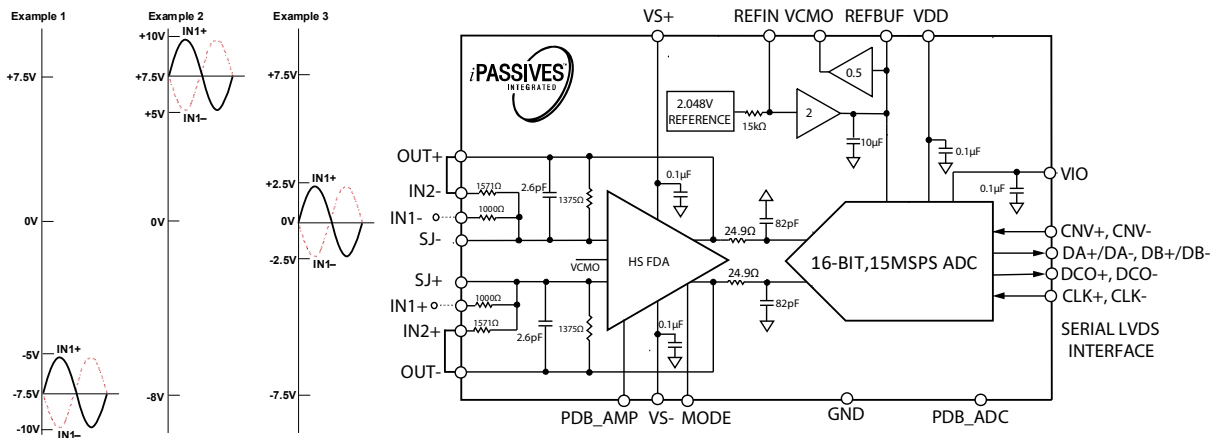 Example 1
+7.5V
0V
-5V
IN1+
-7.5V
-10V
IN1–
Example 2
+10V
IN1+
+7.5V
+5V
IN1–
0V
-8V
Example 3
+7.5V
+2.5V
IN1+
0V
-2.5V
IN1–
-7.5V
iPASSIVES™
INTEGRATED
VS+
REFIN
VCMO
REFBUF
VDD
0.5
2.048V
REFERENCE
15kΩ
2
10µF
0.1µF
VIO
0.1µF
OUT+
IN2-
IN1-
SJ-
SJ+
IN1+
IN2+
OUT-
1571Ω
1000Ω
2.6pF
1375Ω
0.1µF
VCMO
HS FDA
1000Ω
1571Ω
2.6pF
1375Ω
0.1µF
82pF
24.9Ω
24.9Ω
82pF
16-BIT,15MSPS ADC
CNV+, CNV-
DA+/DA-, DB+/DB-
DCO+, DCO-
CLK+, CLK-
SERIAL LVDS
INTERFACE
PDB_AMP
VS-
MODE
GND
PDB_ADC